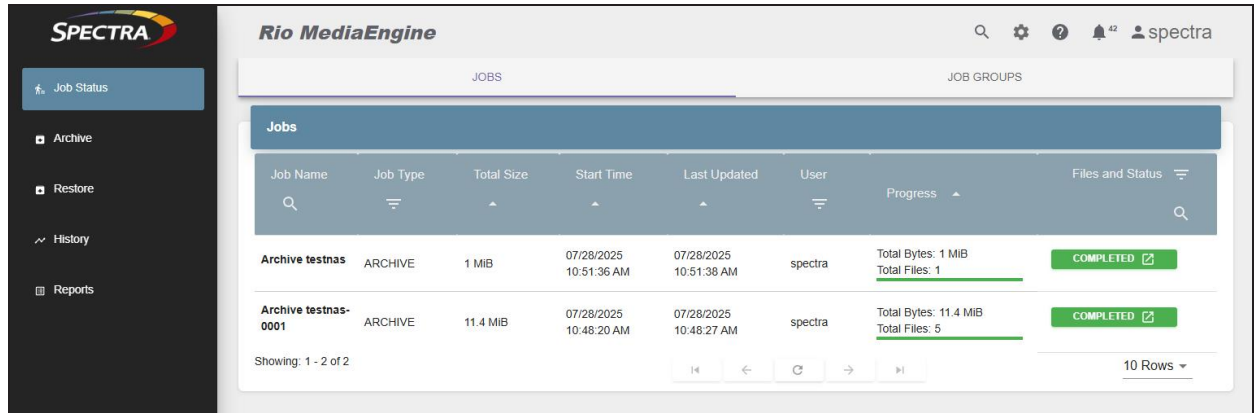 SPECTRA
Rio MediaEngine
42
spectra
Job Status
Archive
Restore
History
Reports
JOBS
JOB GROUPS
Jobs
Job Name
Job Type
Total Size
Start Time
Last Updated
User
Progress
Files and Status
Archive testnas
ARCHIVE
1 MiB
07/28/2025
10:51:36 AM
07/28/2025
10:51:38 AM
spectra
Total Bytes: 1 MiB
Total Files: 1
COMPLETED
Archive testnas-
0001
ARCHIVE
11.4 MiB
07/28/2025
10:48:20 AM
07/28/2025
10:48:27 AM
spectra
Total Bytes: 11.4 MiB
Total Files: 5
COMPLETED
Showing: 1 - 2 of 2
10 Rows